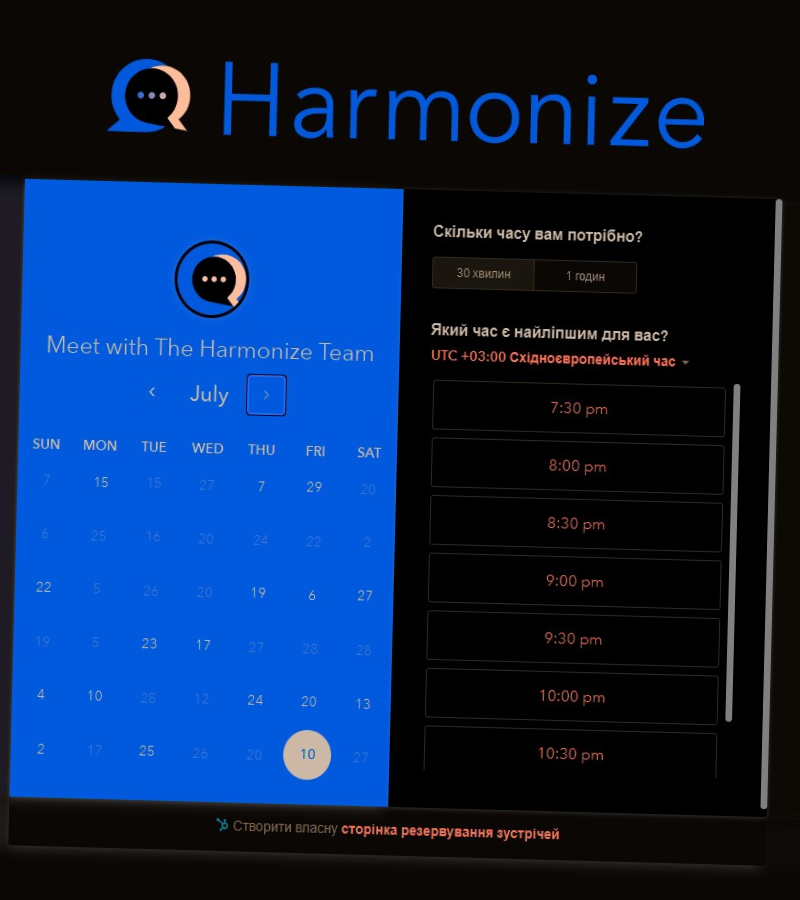 Harmonize
Meet with The Harmonize Team
July
SUN MON TUE WED THU FRI SAT
7 15 15 27 7 29 20
6 25 16 20 24 22 2
22 5 26 20 19 6 27
19 5 23 17 27 28 28
4 10 28 12 24 20 13
2 17 25 26 20 10 27
Скільки часу вам потрібно?
30 хвилин 1 годин
Який час є найліпшим для вас?
UTC +03:00 Східноєвропейський час
7:30 pm
8:00 pm
8:30 pm
9:00 pm
9:30 pm
10:00 pm
10:30 pm
Створити власну сторінка резервування зустрічей